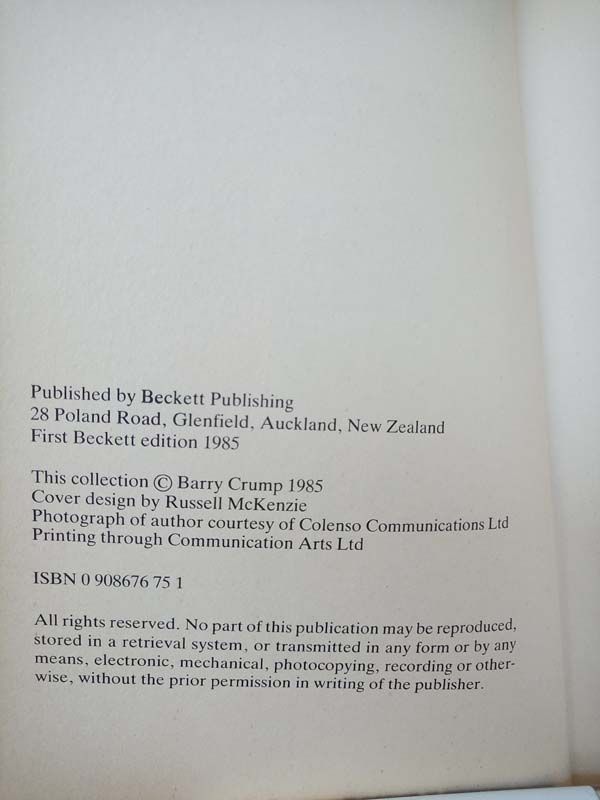 Published by Beckett Publishing
28 Poland Road, Glenfield, Auckland, New Zealand
First Beckett edition 1985
This collection © Barry Crump 1985
Cover design by Russell McKenzie
Photograph of author courtesy of Colenso Communications Ltd
Printing through Communication Arts Ltd
ISBN 0 908676 75 1
All rights reserved. No part of this publication may be reproduced,
stored in a retrieval system, or transmitted in any form or by any
means, electronic, mechanical, photocopying, recording or other-
wise, without the prior permission in writing of the publisher.